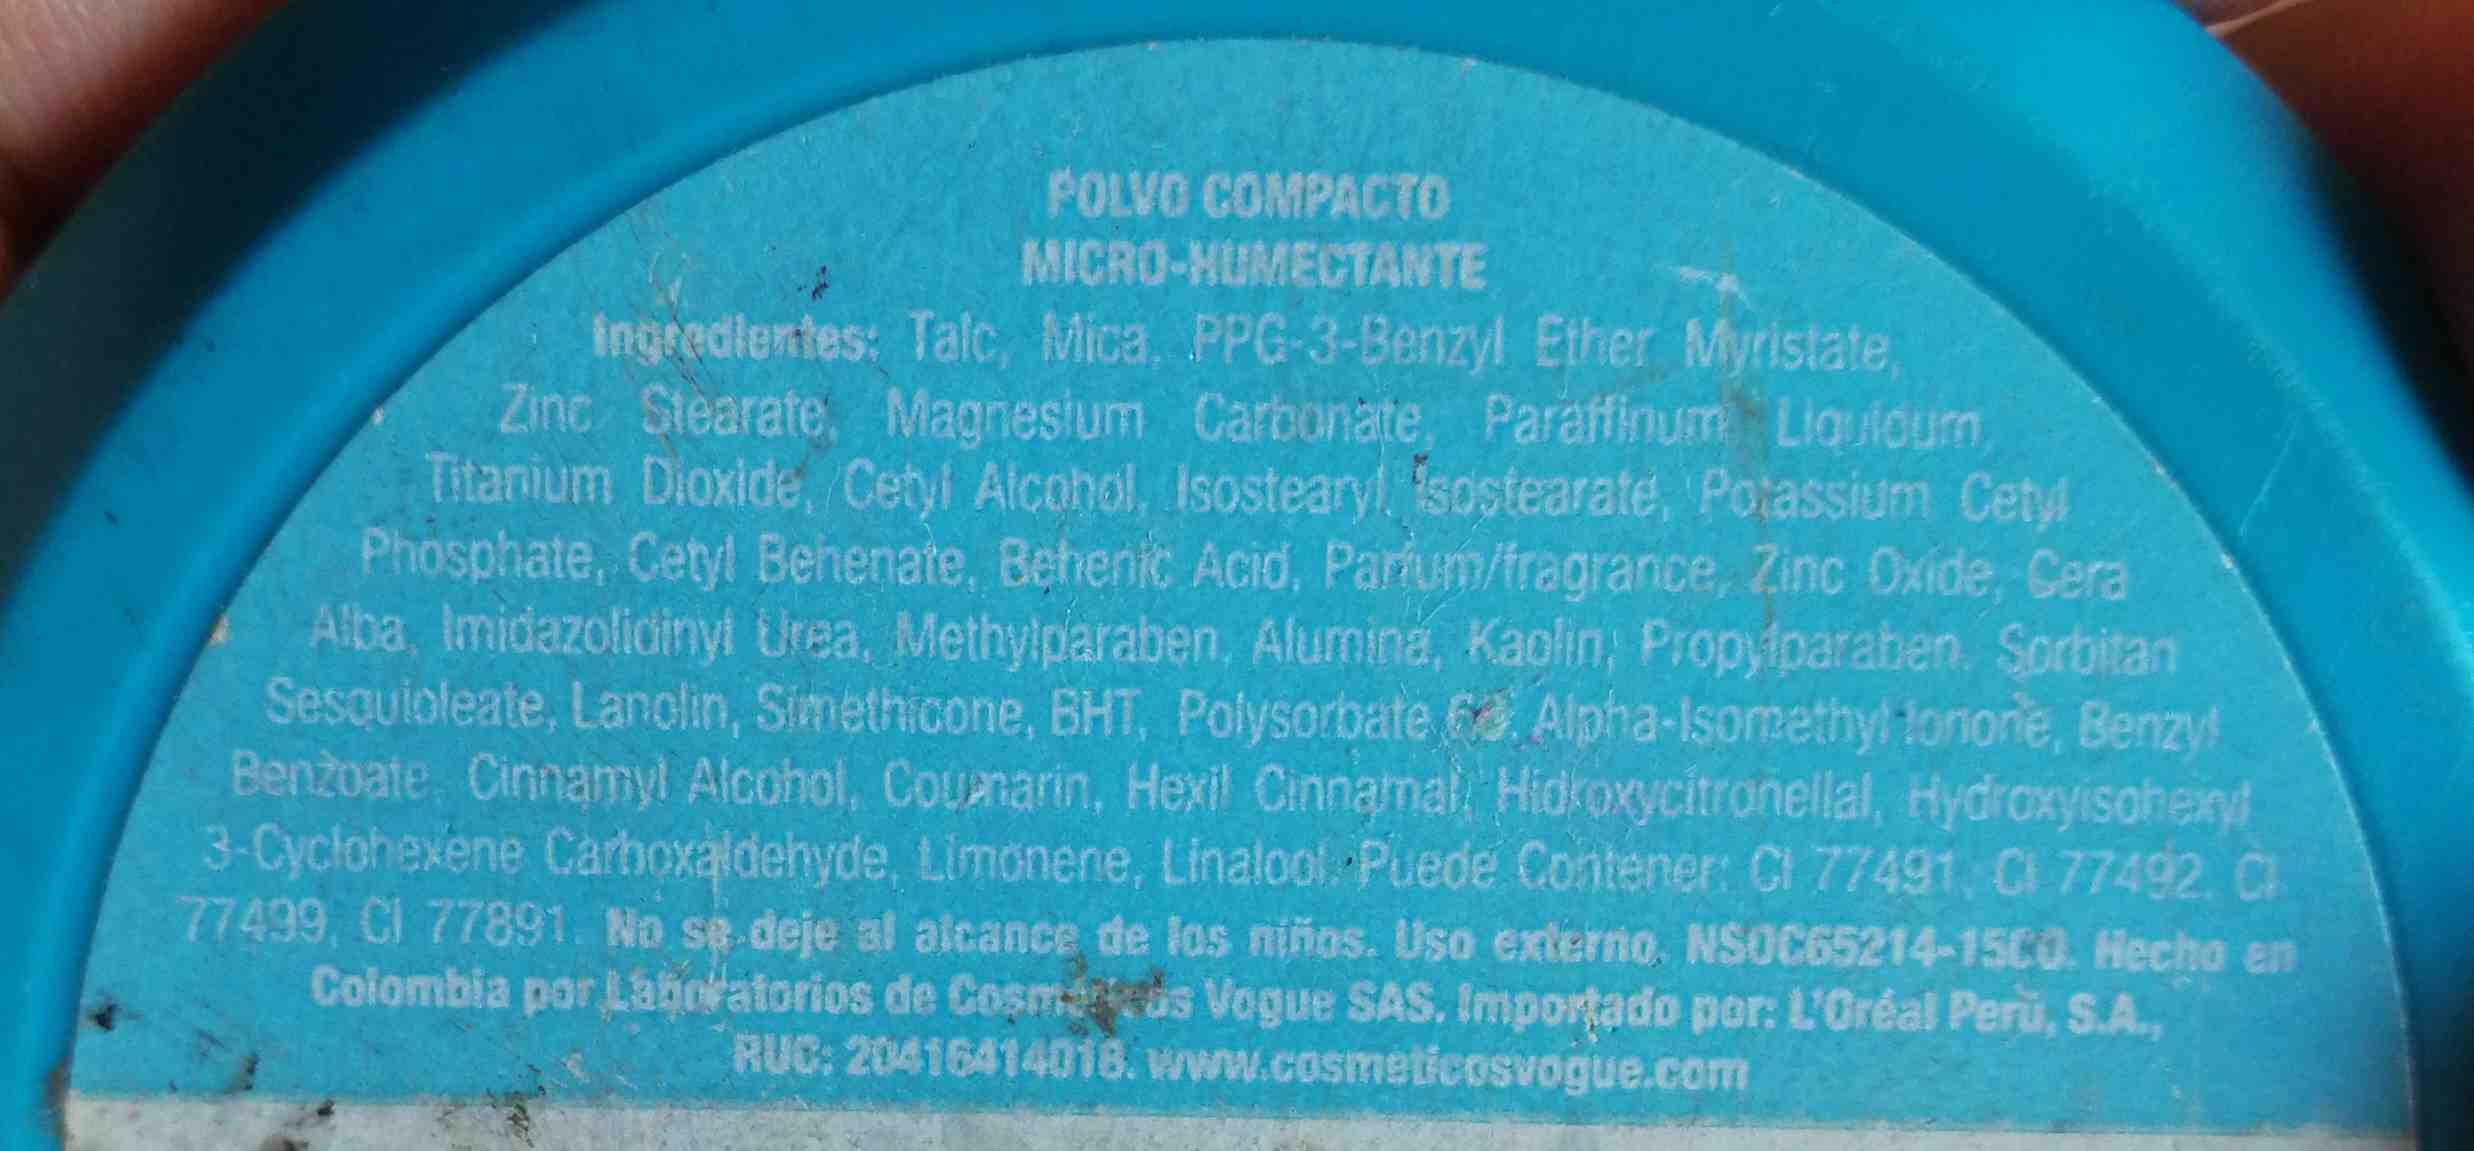 POLVO COMPACTO
MICRO-HUMECTANTE
Ingredientes: Talc, Mica, PPG-3-Benzyl Ether Myristate,
Zinc Stearate, Magnesium Carbonate, Paraffinum Liquidum,
Titanium Dioxide, Cetyl Alcohol, Isostearyl Isostearate, Potassium Cetyl
Phosphate, Cetyl Behenate, Behenic Acid, Parfum/fragrance, Zinc Oxide, Cera
Alba, Imidazolidinyl Urea, Methylparaben, Alumina, Kaolin, Propylparaben, Sorbitan
Sesquioleate, Lanolin, Simethicone, BHT, Polysorbate Alpha-Isomethyl Ionone, Benzyl
Benzoate, Cinnamyl Alcohol, Coumarin, Hexil Cinnamal, Hidroxycitronellal, Hydroxyisohexyl
3-Cyclohexene Carboxaldehyde, Limonene, Linalool. Puede Contener: CI 77491, CI 77492, CI
77499, CI 77891. No se deje al alcance de los niños. Uso externo. NSOC65214-15CO. Hecho en
Colombia por Laboratorios de Cosméticos Vogue SAS. Importado por: L'Oréal Perú, S.A.,
RUC: 20416414018. www.cosmeticosvogue.com